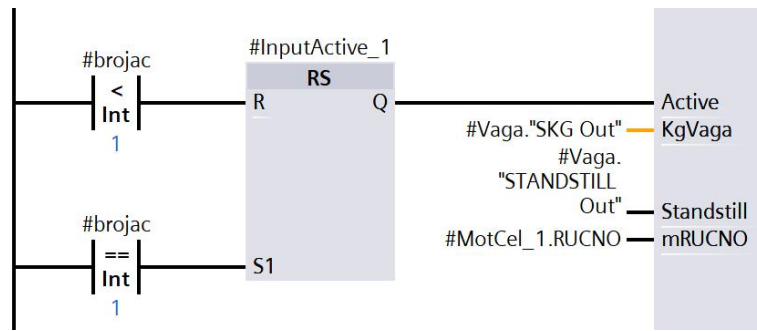 #brojac
<
Int
1
#InputActive_1
RS
R Q
Active
#Vaga."SKG Out" KgVaga
#Vaga.
"STANDSTILL
Out" Standstill
#MotCel_1.RUCNO mRUCNO
#brojac
==
Int
1
S1